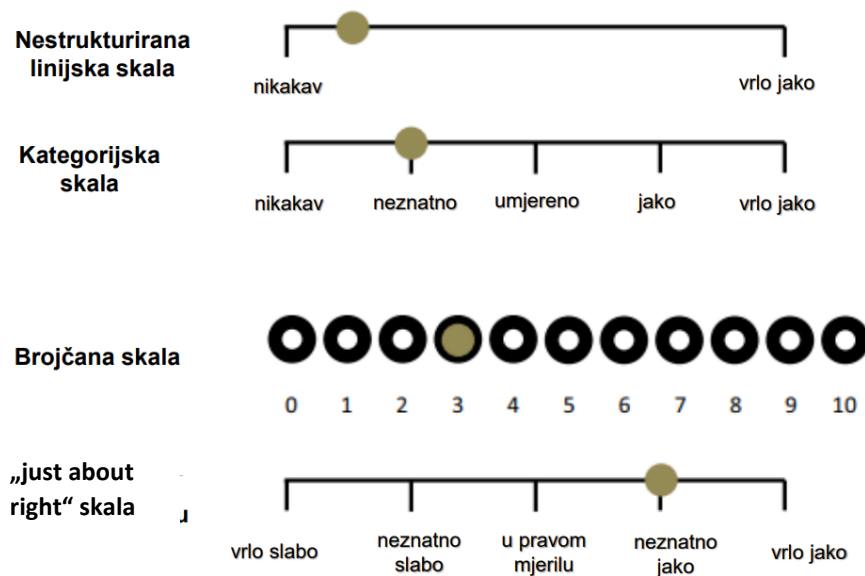 Nestrukturirana
linijska skala
nikakav
vrlo jako
Kategorijska
skala
nikakav
neznatno
umjereno
jako
vrlo jako
Brojčana skala
0 1 2 3 4 5 6 7 8 9 10
„just about
right“ skala
vrlo slabo
neznatno
slabo
u pravom
mjerilu
neznatno
jako
vrlo jako